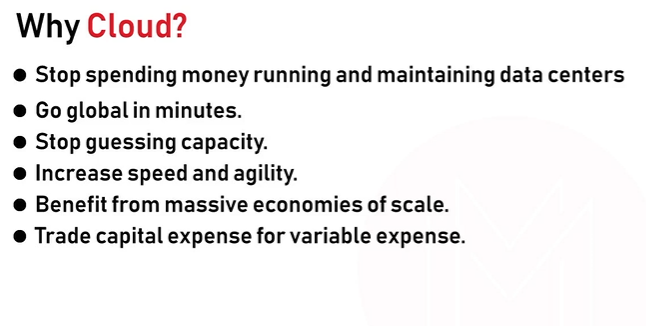 Why Cloud?
● Stop spending money running and maintaining data centers
● Go global in minutes.
● Stop guessing capacity.
● Increase speed and agility.
● Benefit from massive economies of scale.
● Trade capital expense for variable expense.